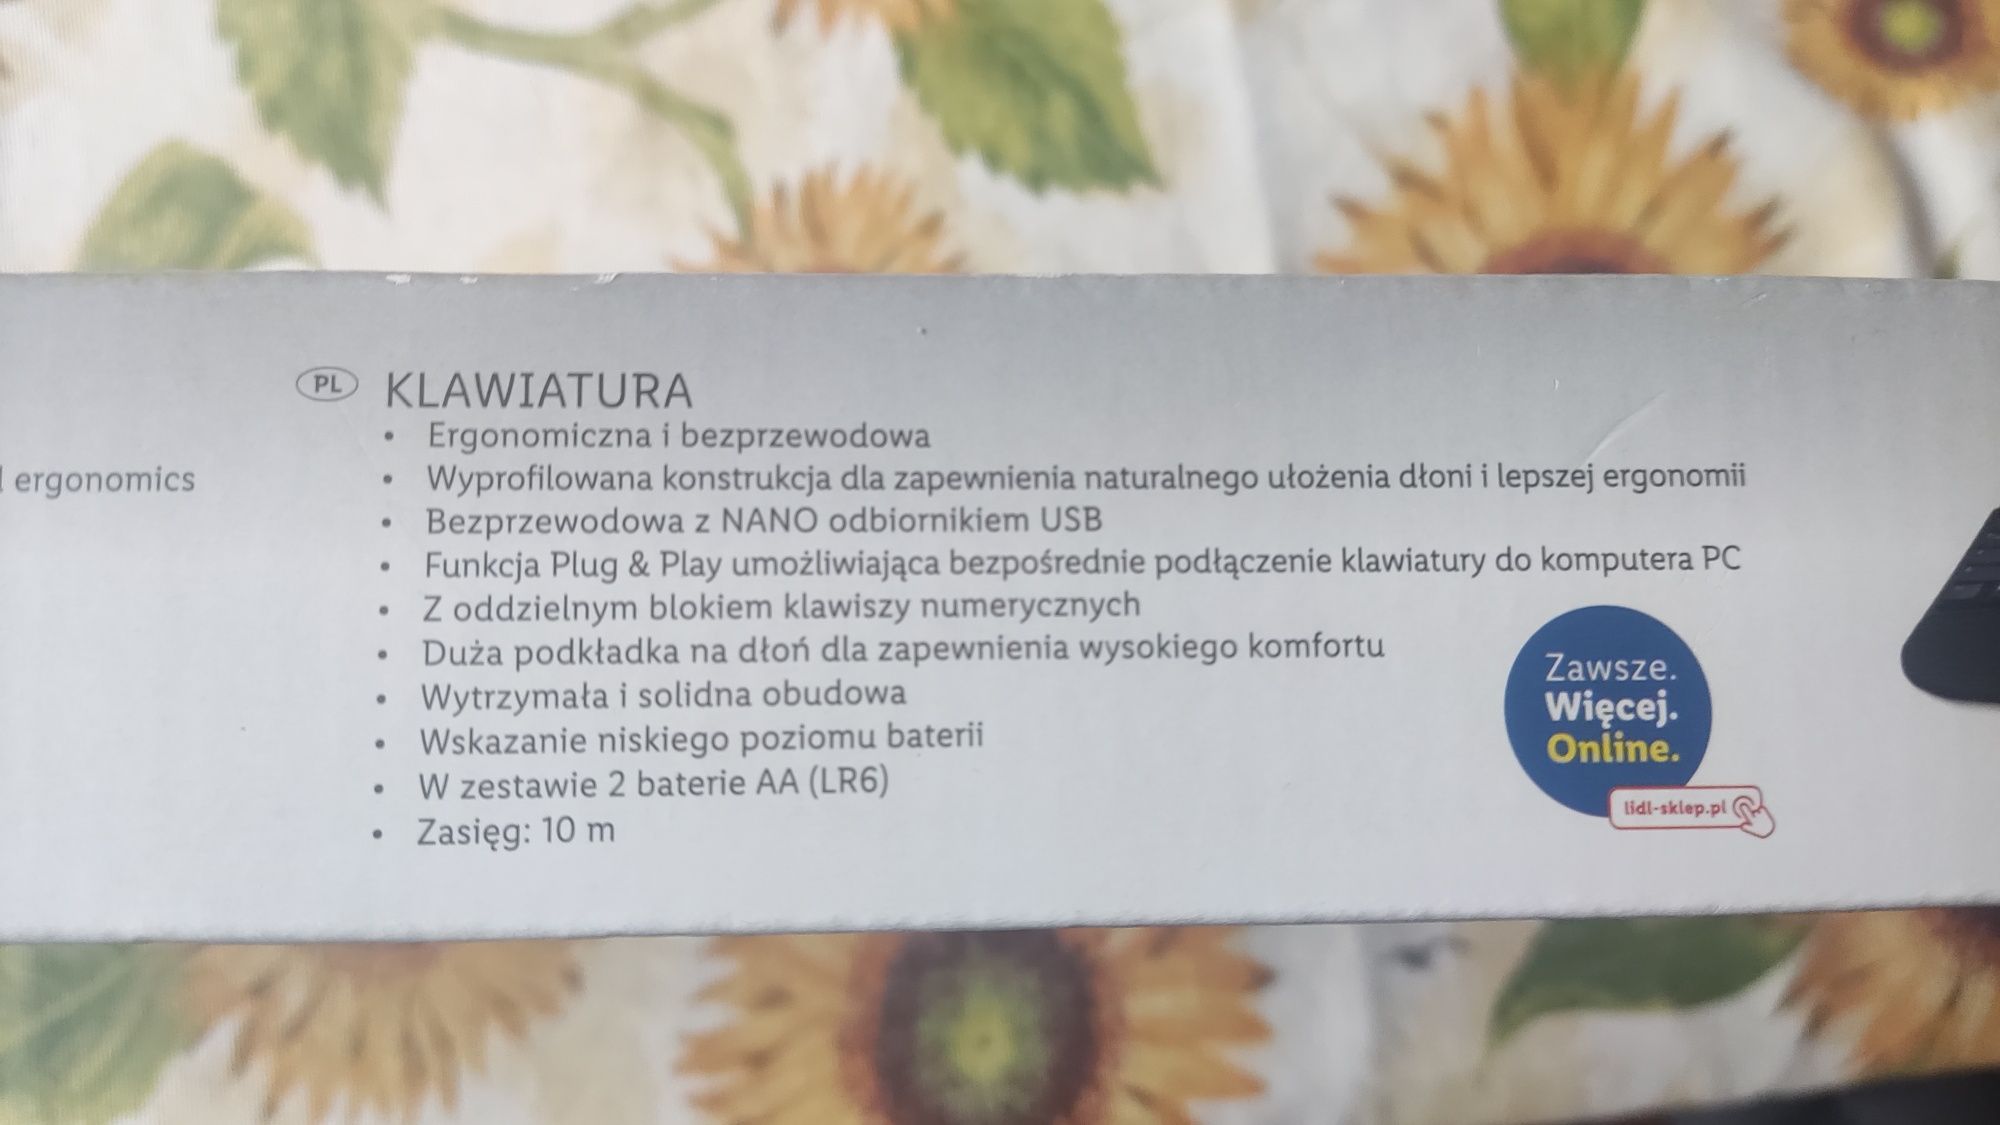 ergonomics
PL KLAWIATURA
• Ergonomiczna i bezprzewodowa
• Wyprofilowana konstrukcja dla zapewnienia naturalnego ułożenia dłoni i lepszej ergonomii
• Bezprzewodowa z NANO odbiornikiem USB
• Funkcja Plug & Play umożliwiająca bezpośrednie podłączenie klawiatury do komputera PC
• Z oddzielnym blokiem klawiszy numerycznych
• Duża podkładka na dłoń dla zapewnienia wysokiego komfortu
• Wytrzymała i solidna obudowa
• Wskazanie niskiego poziomu baterii
• W zestawie 2 baterie AA (LR6)
• Zasięg: 10 m
Zawsze.
Więcej.
Online.
lidl-sklep.pl